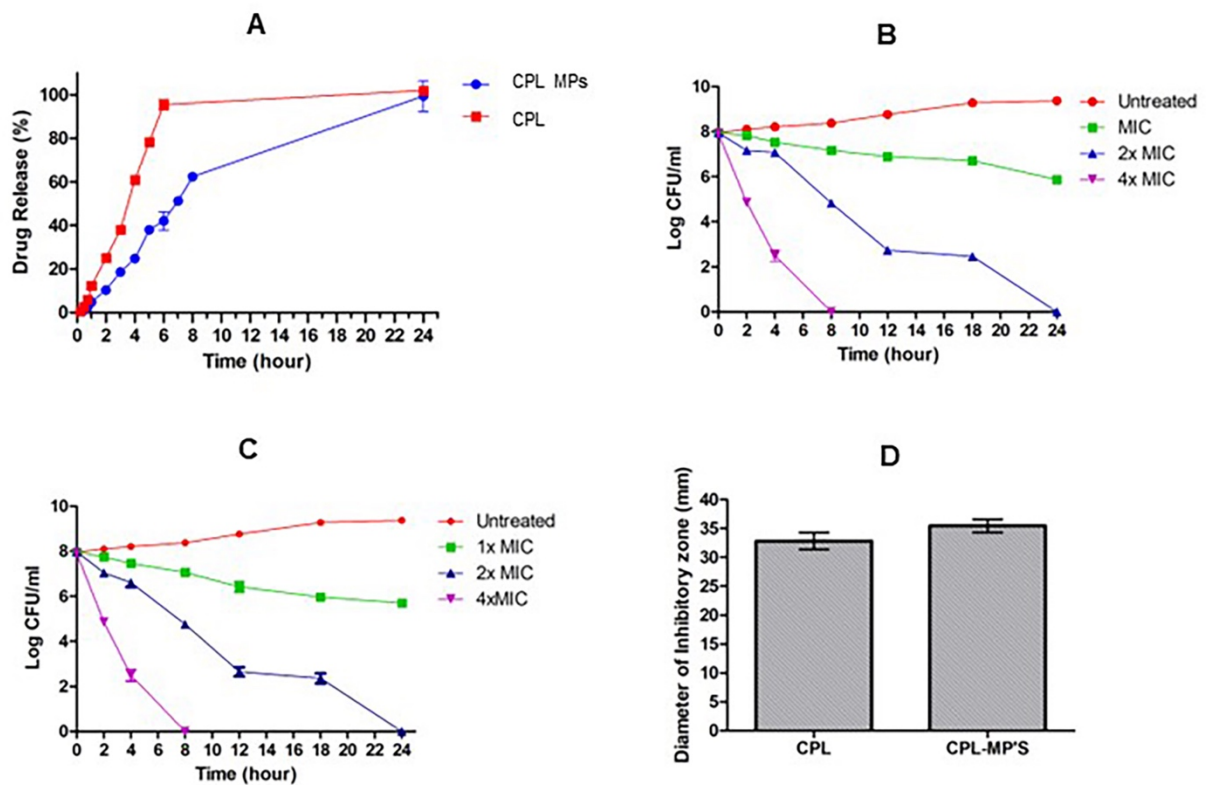 A
Drug Release (%)
100
80
60
40
20
0
0 2 4 6 8 10 12 14 16 18 20 22 24
Time (hour)
CPL MPs
CPL
B
Log CFU/ml
10
8
6
4
2
0
0 2 4 6 8 10 12 14 16 18 20 22 24
Time (hour)
Untreated
MIC
2x MIC
4x MIC
C
Log CFU/ml
10
8
6
4
2
0
0 2 4 6 8 10 12 14 16 18 20 22 24
Time (hour)
Untreated
1x MIC
2x MIC
4xMIC
D
Diameter of Inhibitory zone (mm)
40
35
30
25
20
15
10
5
0
CPL CPL-MP'S